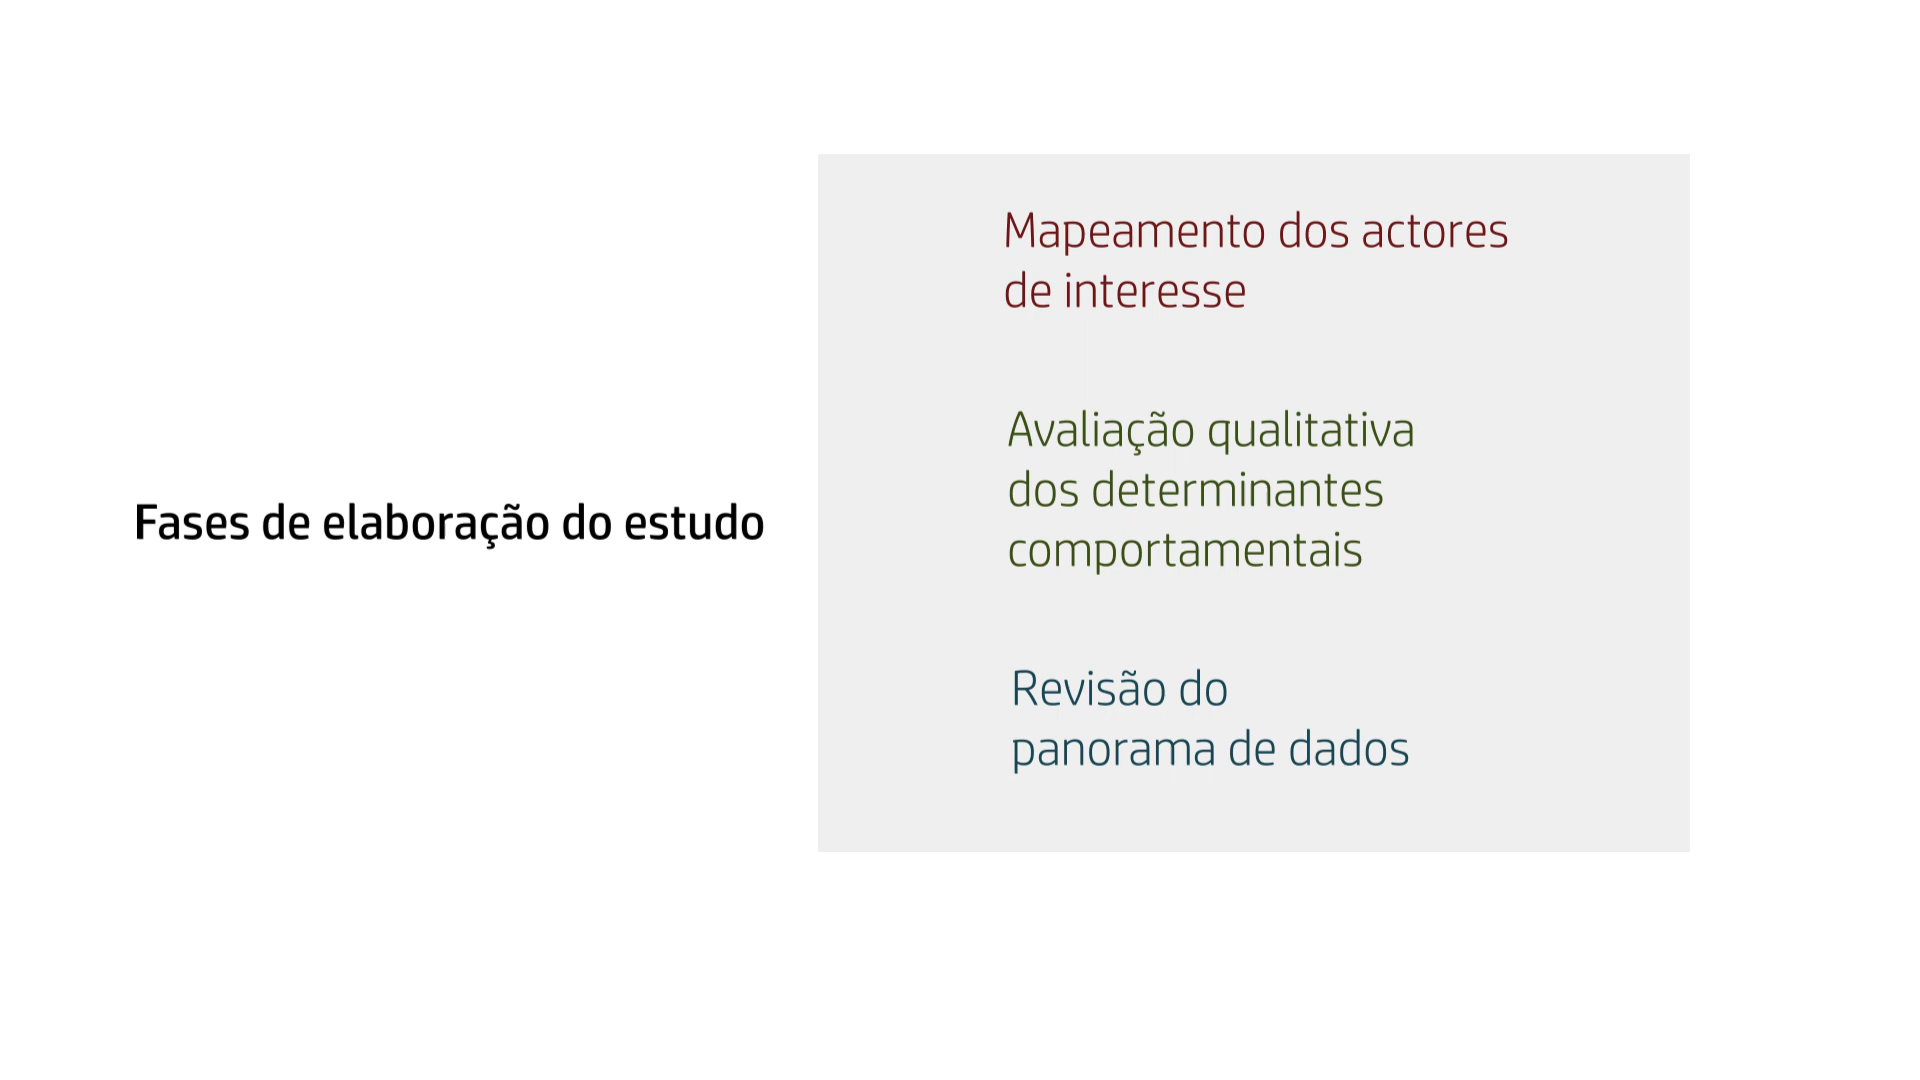 Fases de elaboração do estudo
Mapeamento dos actores
de interesse
Avaliação qualitativa
dos determinantes
comportamentais
Revisão do
panorama de dados